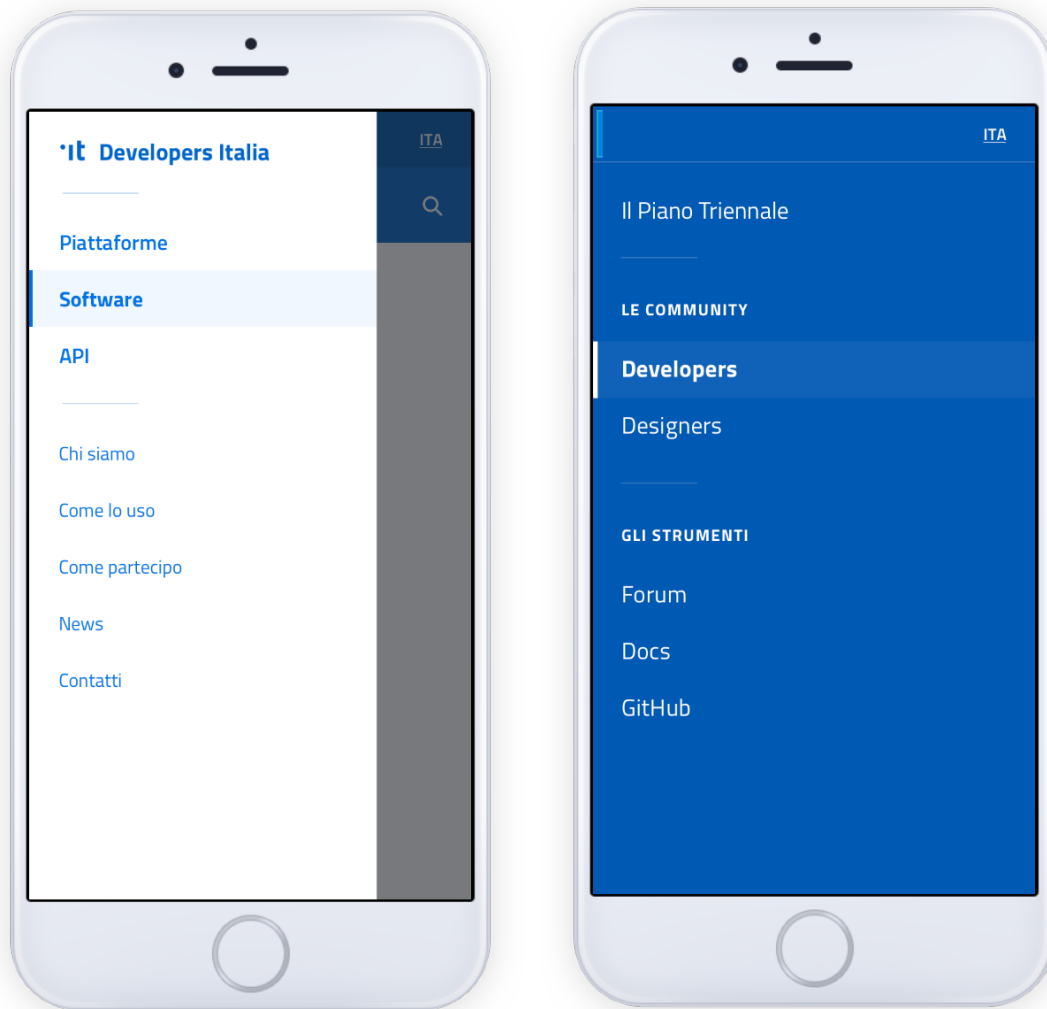 ·ıt Developers Italia
Piattaforme
Software
API
Chi siamo
Come lo uso
Come partecipo
News
Contatti
ITA
ITA
Il Piano Triennale
LE COMMUNITY
Developers
Designers
GLI STRUMENTI
Forum
Docs
GitHub